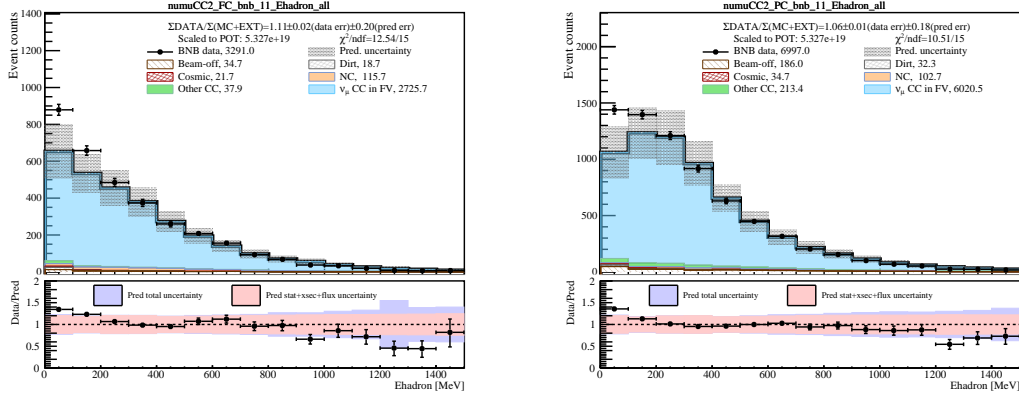 numuCC2_FC_bnb_11_Ehadron_all
ΣDATA/Σ(MC+EXT)=1.11±0.02(data err)±0.20(pred err)
Scaled to POT: 5.327e+19 χ²/ndf=12.54/15
BNB data, 3291.0 Pred. uncertainty
Beam-off, 34.7 Dirt, 18.7
Cosmic, 21.7 NC, 115.7
Other CC, 37.9 νμ CC in FV, 2725.7
Event counts
1400
1200
1000
800
600
400
200
0
Pred total uncertainty Pred stat+xsec+flux uncertainty
Data/Pred
2
1.5
1
0.5
0
0 200 400 600 800 1000 1200 1400
Ehadron [MeV]
numuCC2_PC_bnb_11_Ehadron_all
ΣDATA/Σ(MC+EXT)=1.06±0.01(data err)±0.18(pred err)
Scaled to POT: 5.327e+19 χ²/ndf=10.51/15
BNB data, 6997.0 Pred. uncertainty
Beam-off, 186.0 Dirt, 32.3
Cosmic, 34.7 NC, 102.7
Other CC, 213.4 νμ CC in FV, 6020.5
Event counts
2000
1500
1000
500
0
Pred total uncertainty Pred stat+xsec+flux uncertainty
Data/Pred
2
1.5
1
0.5
0
0 200 400 600 800 1000 1200 1400
Ehadron [MeV]